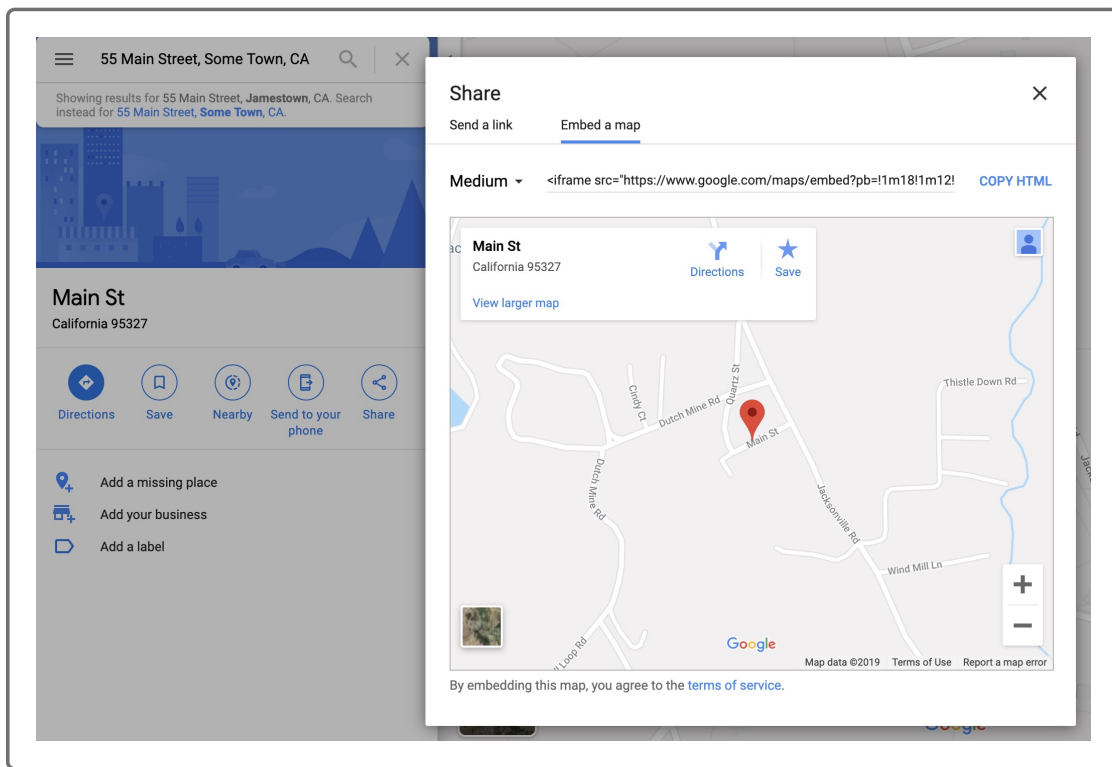 55 Main Street, Some Town, CA
Showing results for 55 Main Street, Jamestown, CA. Search
instead for 55 Main Street, Some Town, CA.
Main St
California 95327
Directions
Save
Nearby
Send to your
phone
Share
Add a missing place
Add your business
Add a label
Share
Send a link
Embed a map
Medium
<iframe src="https://www.google.com/maps/embed?pb=!1m18!1m12!
COPY HTML
Main St
California 95327
Directions
Save
View larger map
Quartz St
Cindy Ct
Dutch Mine Rd
Thistle Down Rd
Main St
Dutch Mine Rd
Jacksonville Rd
Wind Mill Ln
Loop Rd
Google
Map data ©2019
Terms of Use
Report a map error
By embedding this map, you agree to the terms of service.